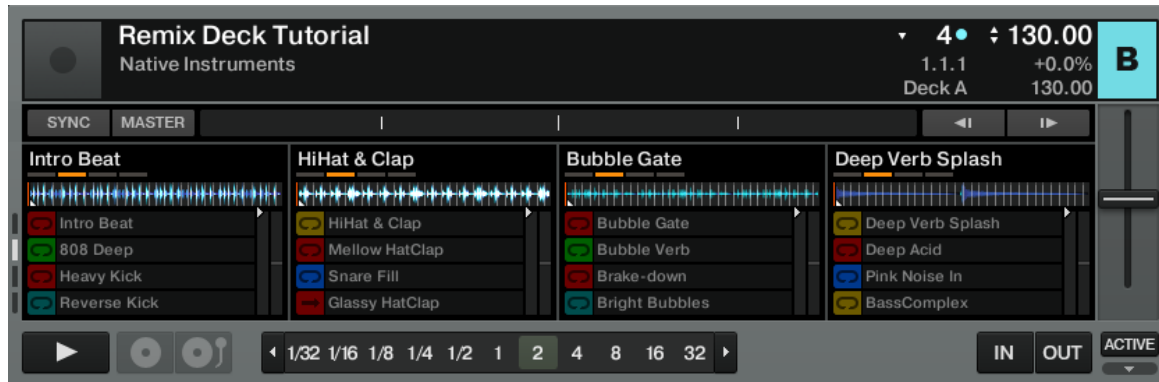 Remix Deck Tutorial 4 130.00
Native Instruments 1.1.1 +0.0%
Deck A 130.00
B
SYNC MASTER
Intro Beat HiHat & Clap Bubble Gate Deep Verb Splash
Intro Beat HiHat & Clap Bubble Gate Deep Verb Splash
808 Deep Mellow HatClap Bubble Verb Deep Acid
Heavy Kick Snare Fill Brake-down Pink Noise In
Reverse Kick Glassy HatClap Bright Bubbles BassComplex
1/32 1/16 1/8 1/4 1/2 1 2 4 8 16 32 IN OUT ACTIVE